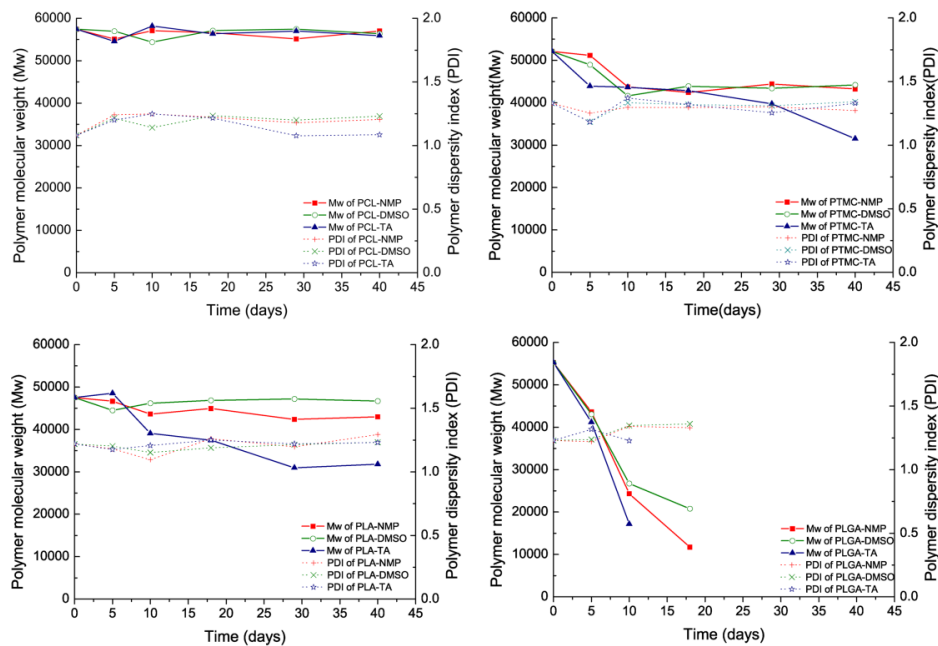 60000
50000
40000
30000
20000
10000
0
Polymer molecular weight (Mw)
2.0
1.5
1.0
0.5
0.0
Polymer dispersity index (PDI)
Mw of PCL-NMP
Mw of PCL-DMSO
Mw of PCL-TA
PDI of PCL-NMP
PDI of PCL-DMSO
PDI of PCL-TA
0 5 10 15 20 25 30 35 40 45
Time (days)
60000
50000
40000
30000
20000
10000
0
Polymer molecular weight(Mw)
2.0
1.5
1.0
0.5
0.0
Polymer dispersity index(PDI)
Mw of PTMC-NMP
Mw of PTMC-DMSO
Mw of PTMC-TA
PDI of PTMC-NMP
PDI of PTMC-DMSO
PDI of PTMC-TA
0 5 10 15 20 25 30 35 40 45
Time(days)
60000
50000
40000
30000
20000
10000
0
Polymer molecular weight (Mw)
2.0
1.5
1.0
0.5
0.0
Polymer dispersity index (PDI)
Mw of PLA-NMP
Mw of PLA-DMSO
Mw of PLA-TA
PDI of PLA-NMP
PDI of PLA-DMSO
PDI of PLA-TA
0 5 10 15 20 25 30 35 40 45
Time (days)
60000
50000
40000
30000
20000
10000
0
Polymer molecular weight (Mw)
2.0
1.5
1.0
0.5
0.0
Polymer dispersity index (PDI)
Mw of PLGA-NMP
Mw of PLGA-DMSO
Mw of PLGA-TA
PDI of PLGA-NMP
PDI of PLGA-DMSO
PDI of PLGA-TA
0 5 10 15 20 25 30 35 40 45
Time (days)